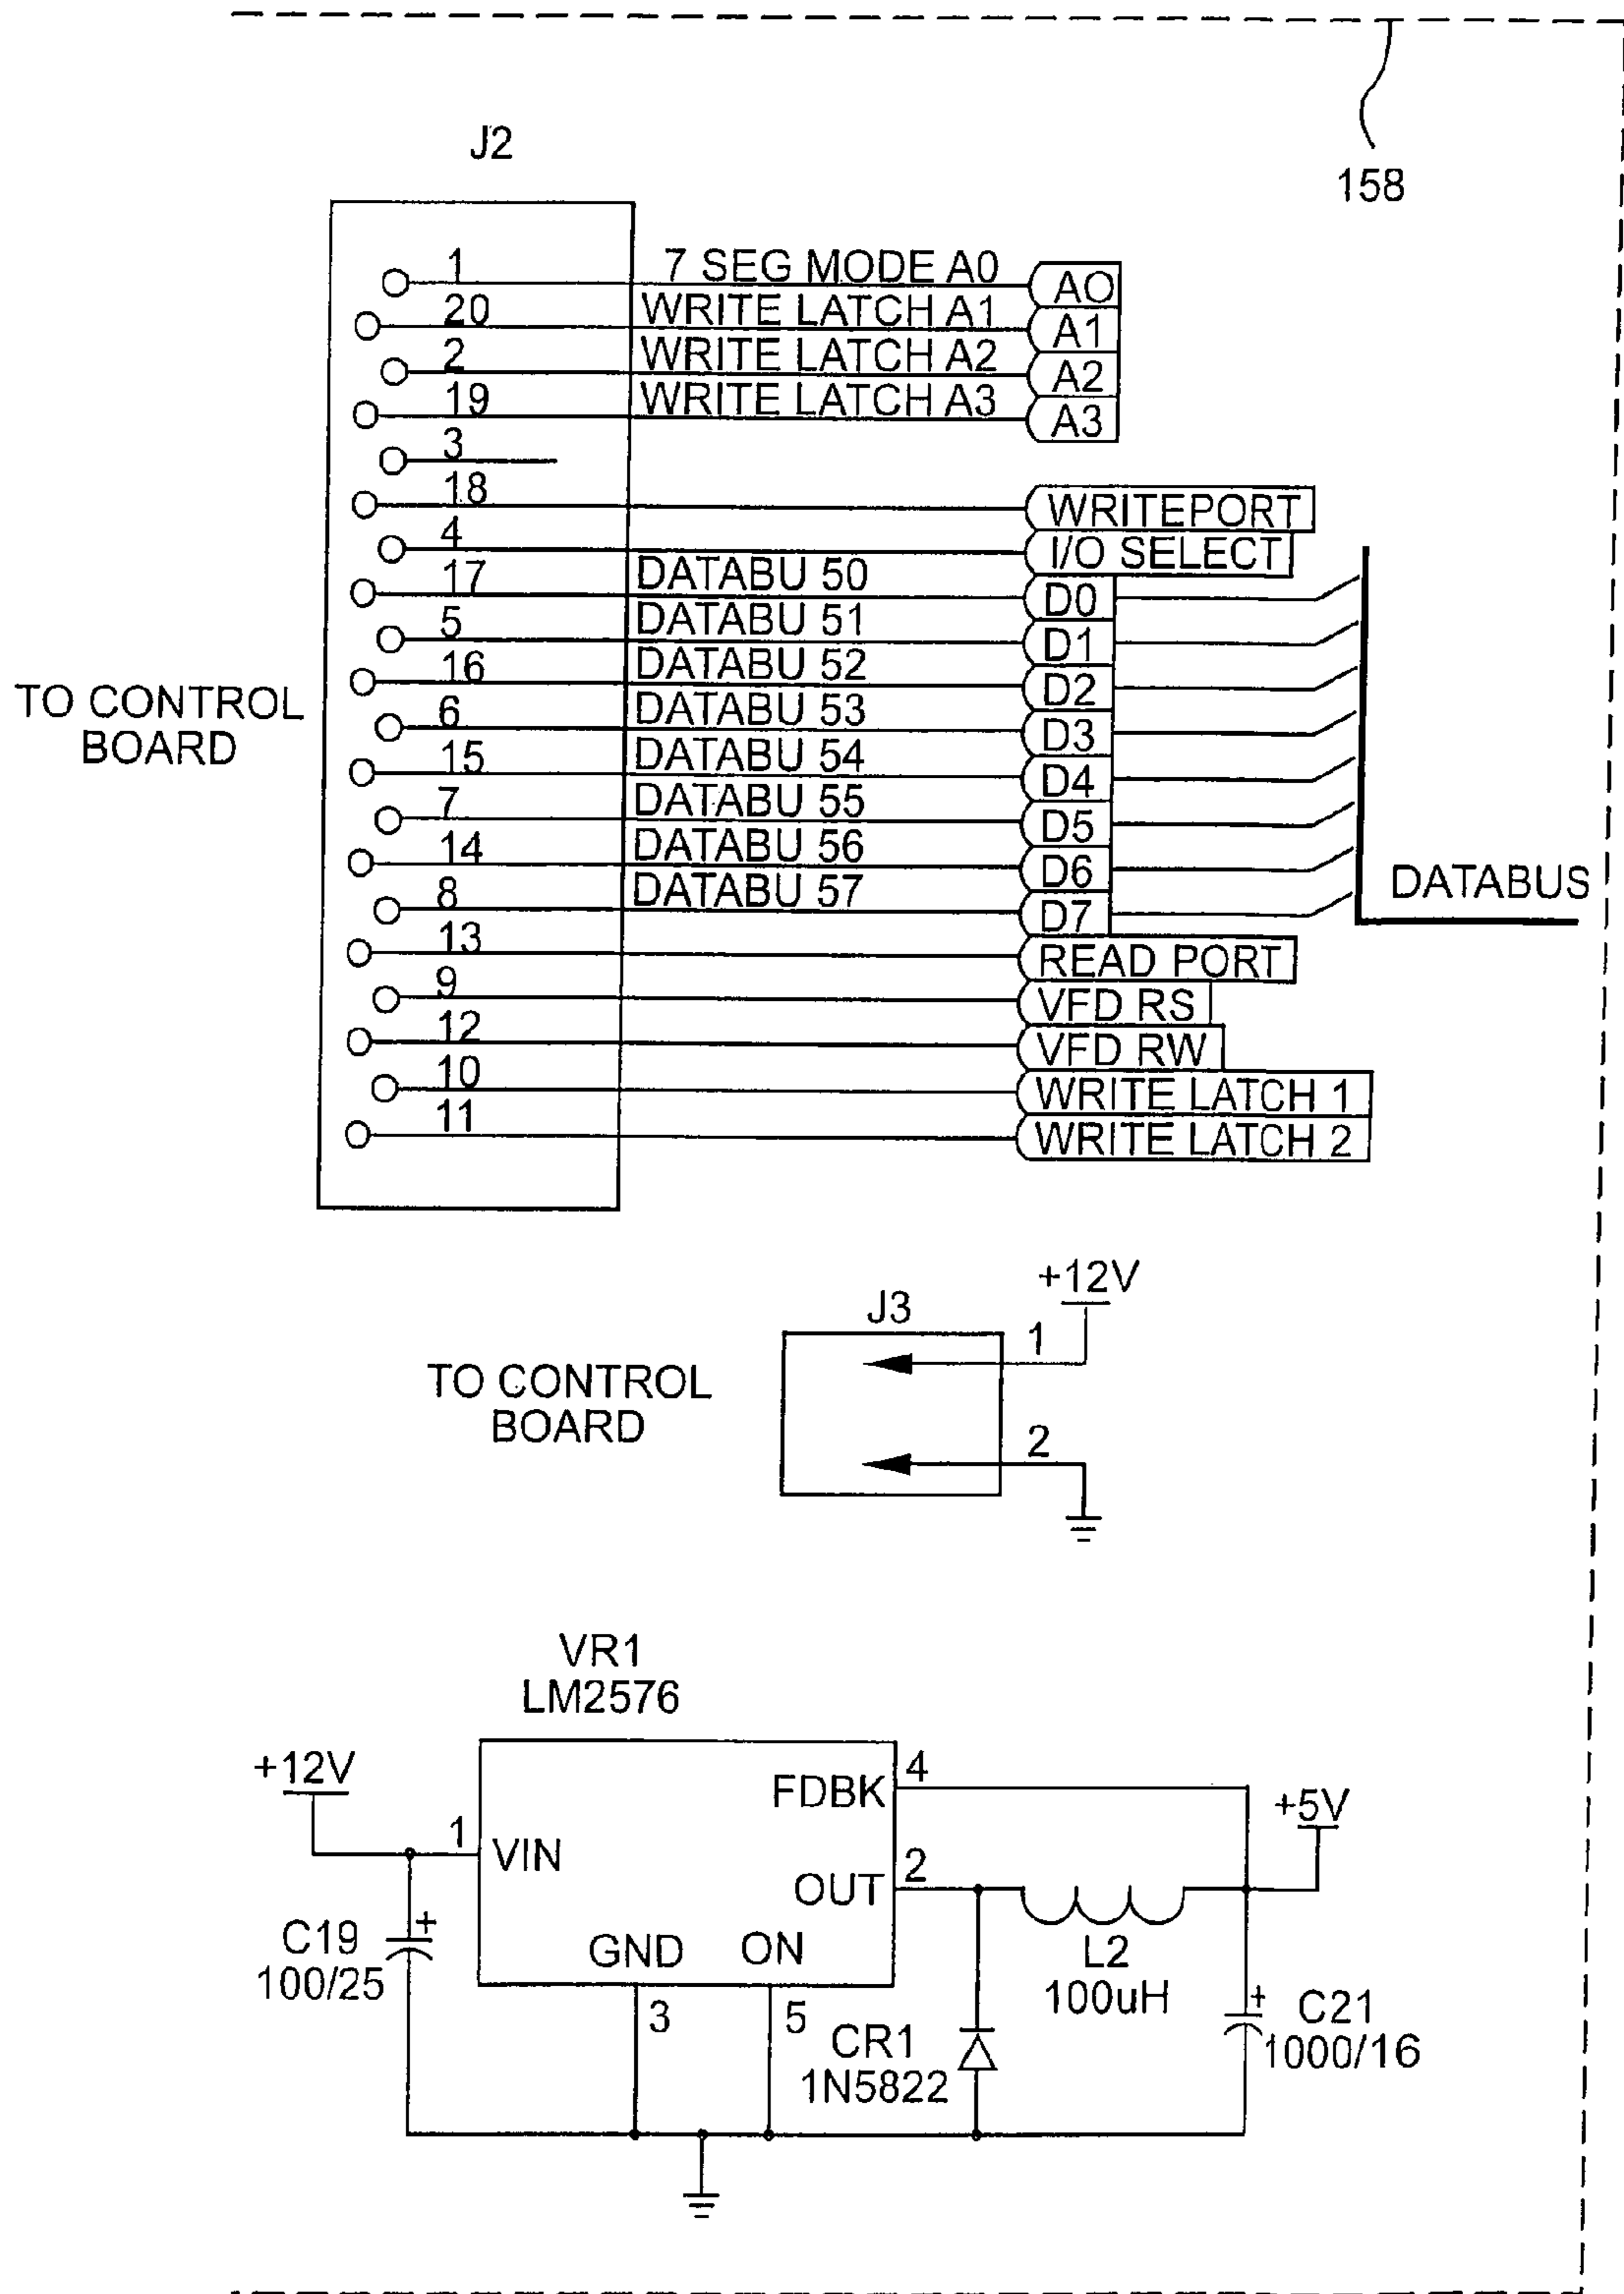 158
J2
1 7 SEG MODE A0 AO
20 WRITE LATCH A1 A1
2 WRITE LATCH A2 A2
19 WRITE LATCH A3 A3
3
18 WRITEPORT
4 I/O SELECT
17 DATABU 50 D0
5 DATABU 51 D1
16 DATABU 52 D2
6 DATABU 53 D3
15 DATABU 54 D4
7 DATABU 55 D5
14 DATABU 56 D6
8 DATABU 57 D7
13 READ PORT
9 VFD RS
12 VFD RW
10 WRITE LATCH 1
11 WRITE LATCH 2
TO CONTROL
BOARD
DATABUS
+12V
J3
1
2
TO CONTROL
BOARD
VR1
LM2576
+12V
1
VIN
FDBK
4
+5V
OUT
2
GND
ON
3
5
C19
+
100/25
L2
100uH
CR1
1N5822
+
C21
1000/16